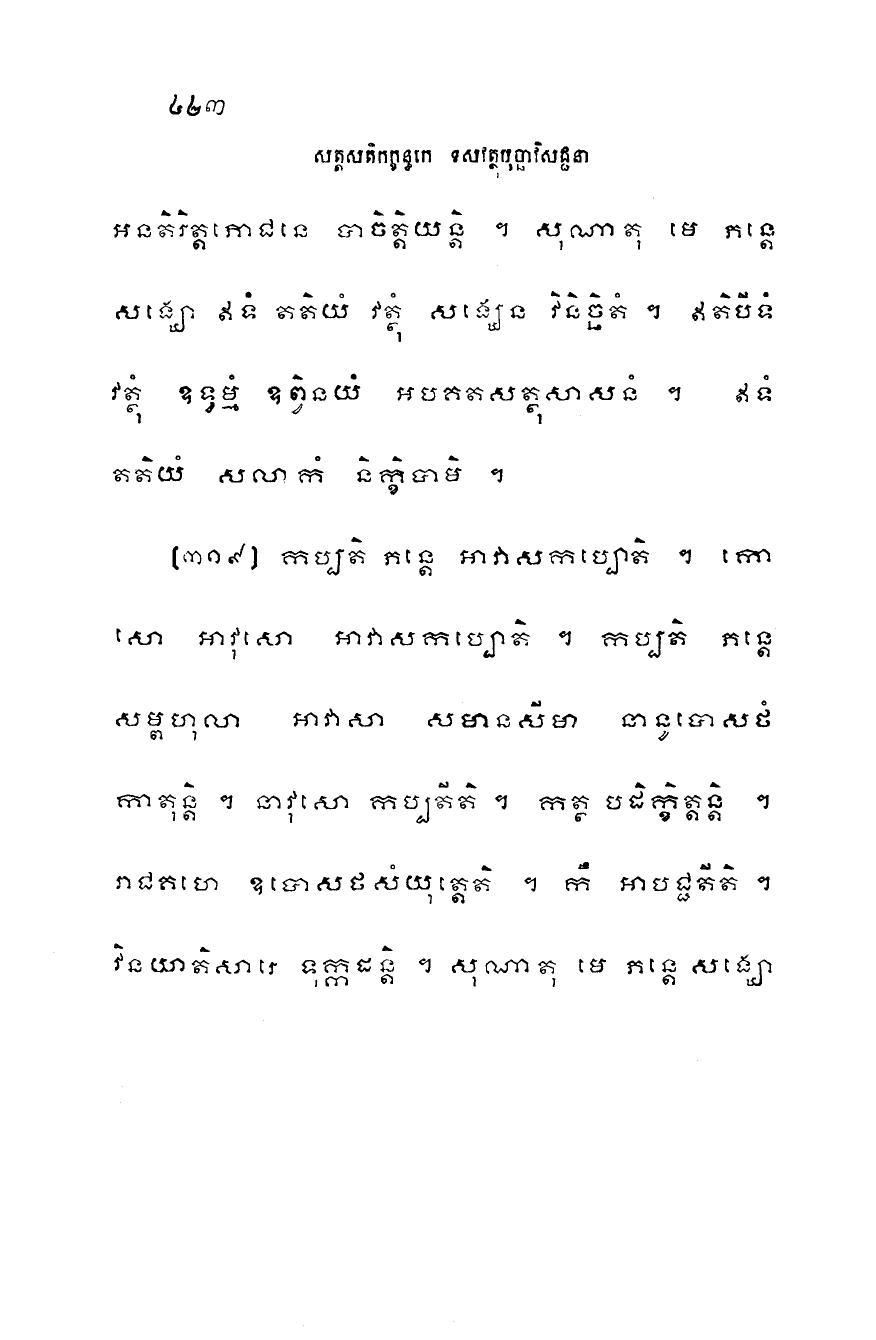 ៤២៣
សត្តសតិកក្ខន្ធកេ ទសវត្ថុបុច្ឆាវិសជ្ជនា
អនតិរិត្តភោជនេ បាចិត្តិយន្តិ ។ សុណាតុ មេ ភន្តេ
សង្ឃោ ឥទំ តតិយំ វត្ថុំ សង្ឃេន វិនិច្ឆិតំ ។ ឥតិបីទំ
វត្ថុំ ឧទ្ធម្មំ ឧព្វិនយំ អបគតសត្ថុសាសនំ ។ ឥទំ
តតិយំ សលាកំ និក្ខិបាមិ ។
[៣១៩] កប្បតិ ភន្តេ អាវាសកប្បោតិ ។ កោ
សោ អាវុសោ អាវាសកប្បោតិ ។ កប្បតិ ភន្តេ
សម្ពហុលា អាវាសា សមានសីមា នានូបោសថំ
កាតុន្តិ ។ នាវុសោ កប្បតីតិ ។ កត្ថ បដិក្ខិត្តន្តិ ។
រាជគហេ ឧបោសថសំយុត្តេតិ ។ កឹ អាបជ្ជតីតិ ។
វិនយាតិសារេ ទុក្កដន្តិ ។ សុណាតុ មេ ភន្តេ សង្ឃោ